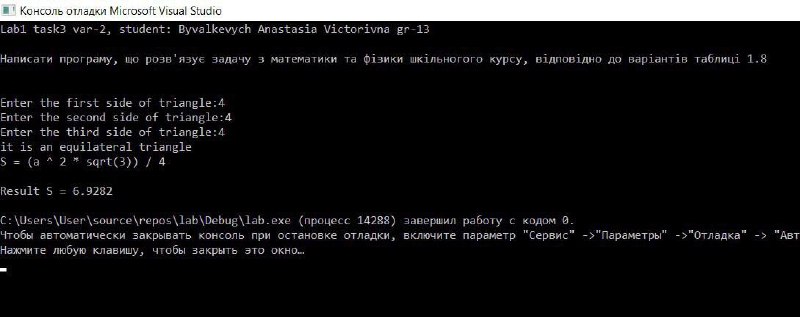 Консоль отладки Microsoft Visual Studio
Lab1 task3 var-2, student: Byvalkevych Anastasia Victorivna gr-13
Написати програму, що розв'язує задачу з математики та фізики шкільного курсу, відповідно до варіантів таблиці 1.8
Enter the first side of triangle:4
Enter the second side of triangle:4
Enter the third side of triangle:4
it is an equilateral triangle
S = (a ^ 2 * sqrt(3)) / 4
Result S = 6.9282
C:\Users\User\source\repos\lab\Debug\lab.exe (процесс 14288) завершил работу с кодом 0.
Чтобы автоматически закрывать консоль при остановке отладки, включите параметр "Сервис" ->"Параметры" ->"Отладка" -> "Авт
Нажмите любую клавишу, чтобы закрыть это окно…